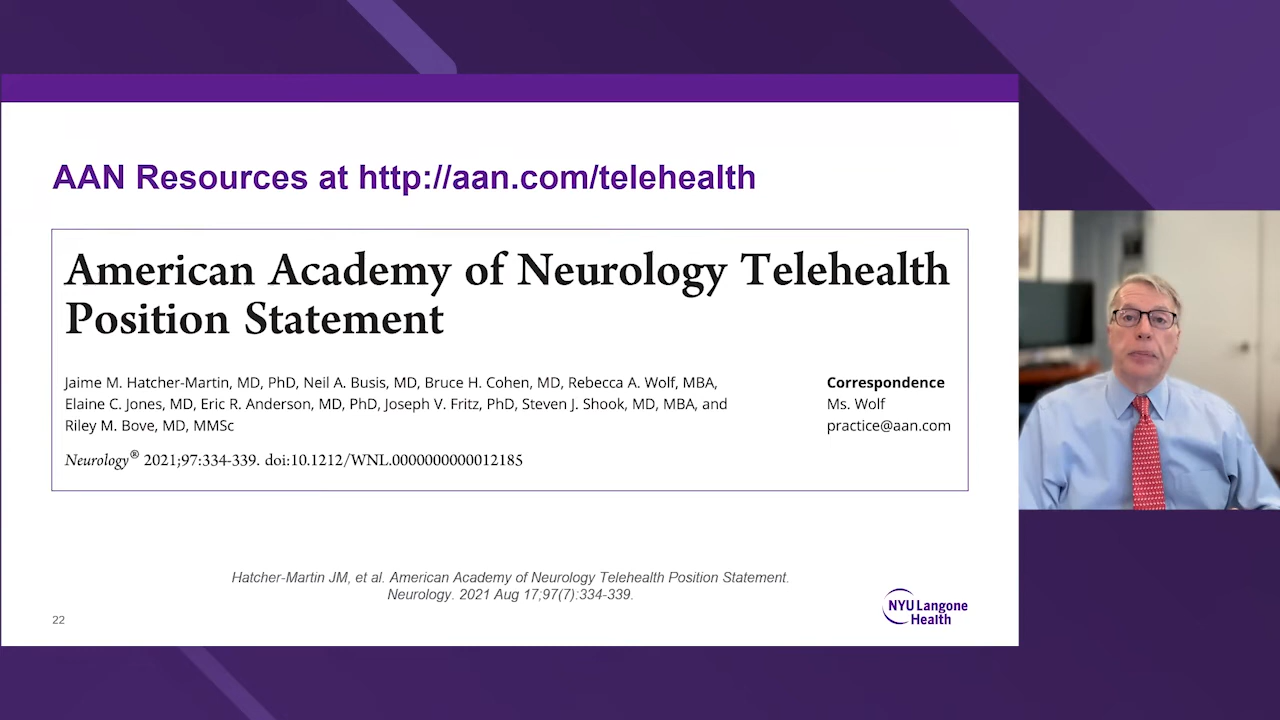 AAN Resources at http://aan.com/telehealth
American Academy of Neurology Telehealth
Position Statement
Jaime M. Hatcher-Martin, MD, PhD, Neil A. Busis, MD, Bruce H. Cohen, MD, Rebecca A. Wolf, MBA,
Elaine C. Jones, MD, Eric R. Anderson, MD, PhD, Joseph V. Fritz, PhD, Steven J. Shook, MD, MBA, and
Riley M. Bove, MD, MMSc
Correspondence
Ms. Wolf
practice@aan.com
Neurology® 2021;97:334-339. doi:10.1212/WNL.0000000000012185
Hatcher-Martin JM, et al. American Academy of Neurology Telehealth Position Statement.
Neurology. 2021 Aug 17;97(7):334-339.
22
NYU Langone
Health